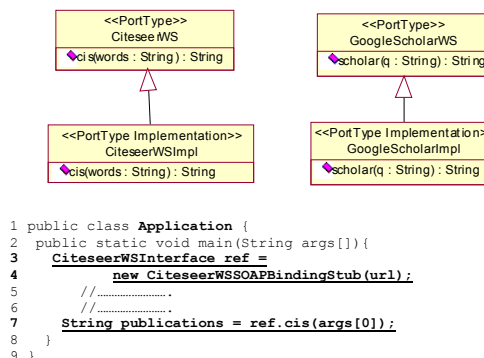 <<PortType>>
CiteseerWS
cis(words : String) : String
<<PortType>>
GoogleScholarWS
scholar(q : String) : String
<<PortType Implementation>>
CiteseerWSImpl
cis(words : String) : String
<<PortType Implementation>
GoogleScholarImpl
scholar(q : String) : String
1 public class Application {
2 public static void main(String args[]){
3 CiteseerWSInterface ref =
4 new CiteseerWSSOAPBindingStub(url);
5 //…………………….
6 //…………………….
7 String publications = ref.cis(args[0]);
8 }
9 }